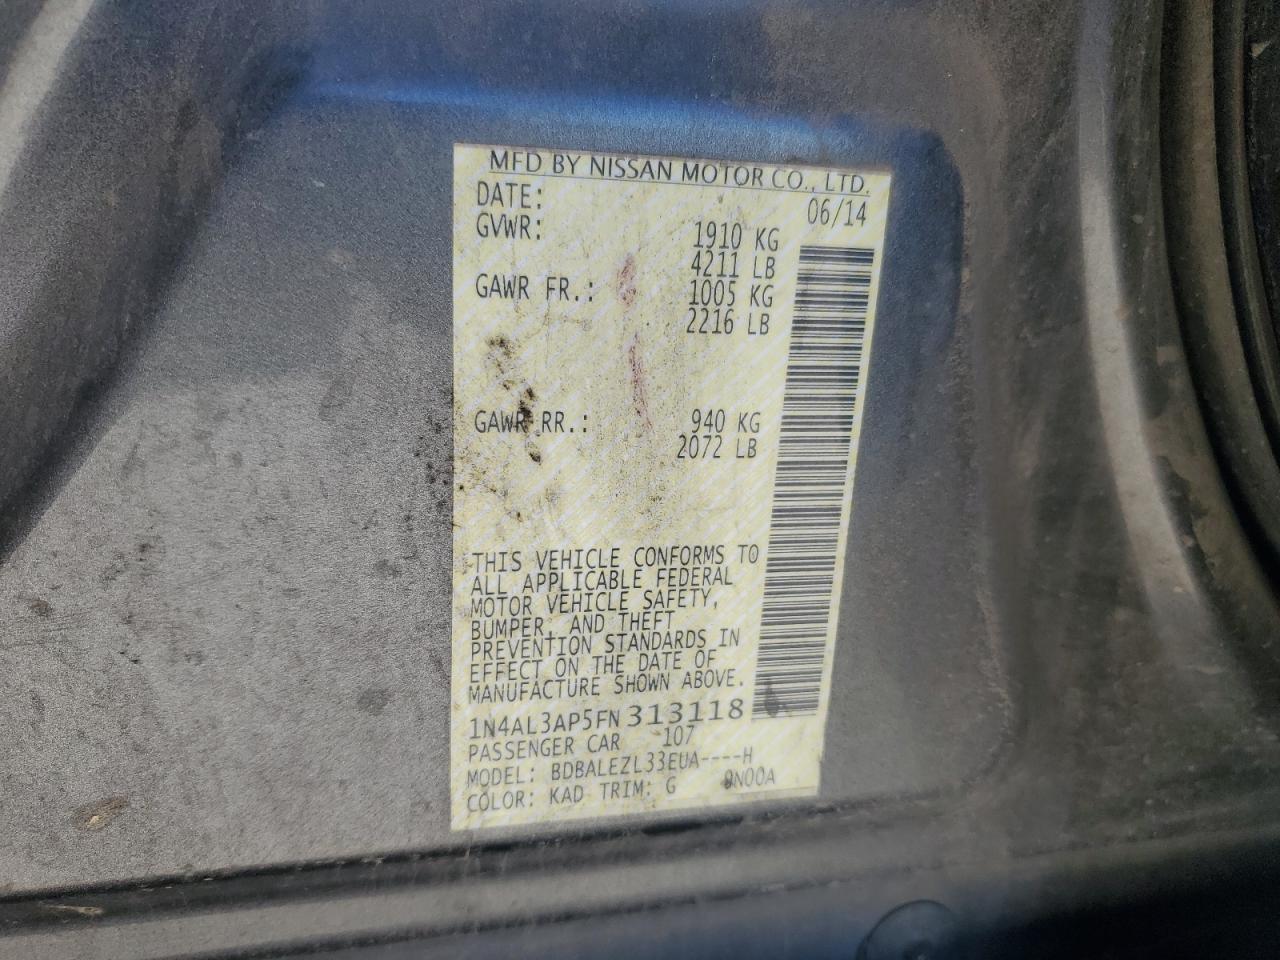 MFD BY NISSAN MOTOR CO., LTD.
DATE: 06/14
GVWR: 1910 KG
4211 LB
GAWR FR.: 1005 KG
2216 LB
GAWR RR.: 940 KG
2072 LB
THIS VEHICLE CONFORMS TO
ALL APPLICABLE FEDERAL
MOTOR VEHICLE SAFETY,
BUMPER, AND THEFT
PREVENTION STANDARDS IN
EFFECT ON THE DATE OF
MANUFACTURE SHOWN ABOVE.
1N4AL3AP5FN313118
PASSENGER CAR 107
MODEL: BDBALEZL33EUA----H
COLOR: KAD TRIM: G